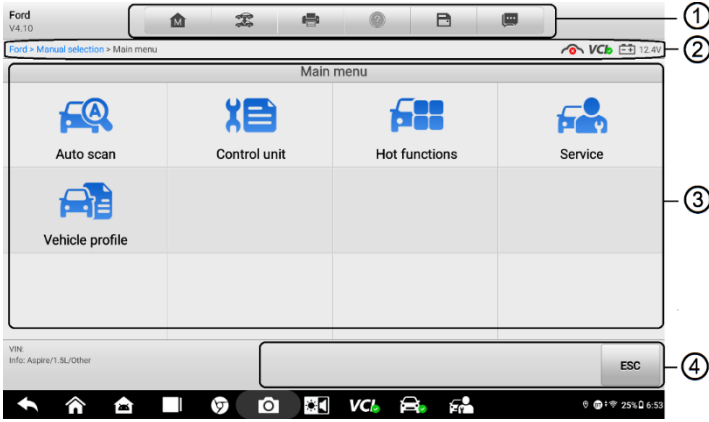 Ford
V4.10
M
①
Ford > Manual selection > Main menu
VCI 12.4V
②
Main menu
A
Auto scan Control unit Hot functions Service
③
Vehicle profile
VIN:
Info: Aspire/1.5L/Other
ESC
④
VCI 25% 6:53